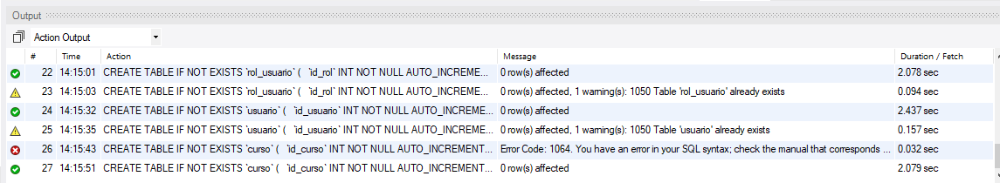 Output
Action Output
# Time Action Message Duration / Fetch
22 14:15:01 CREATE TABLE IF NOT EXISTS `rol_usuario` ( `id_rol` INT NOT NULL AUTO_INCREME... 0 row(s) affected 2.078 sec
23 14:15:03 CREATE TABLE IF NOT EXISTS `rol_usuario` ( `id_rol` INT NOT NULL AUTO_INCREME... 0 row(s) affected, 1 warning(s): 1050 Table 'rol_usuario' already exists 0.094 sec
24 14:15:32 CREATE TABLE IF NOT EXISTS `usuario` ( `id_usuario` INT NOT NULL AUTO_INCREME... 0 row(s) affected 2.437 sec
25 14:15:35 CREATE TABLE IF NOT EXISTS `usuario` ( `id_usuario` INT NOT NULL AUTO_INCREME... 0 row(s) affected, 1 warning(s): 1050 Table 'usuario' already exists 0.157 sec
26 14:15:43 CREATE TABLE IF NOT EXISTS `curso` ( `id_curso` INT NOT NULL AUTO_INCREMENT... Error Code: 1064. You have an error in your SQL syntax; check the manual that corresponds ... 0.032 sec
27 14:15:51 CREATE TABLE IF NOT EXISTS `curso` ( `id_curso` INT NOT NULL AUTO_INCREMENT... 0 row(s) affected 2.079 sec